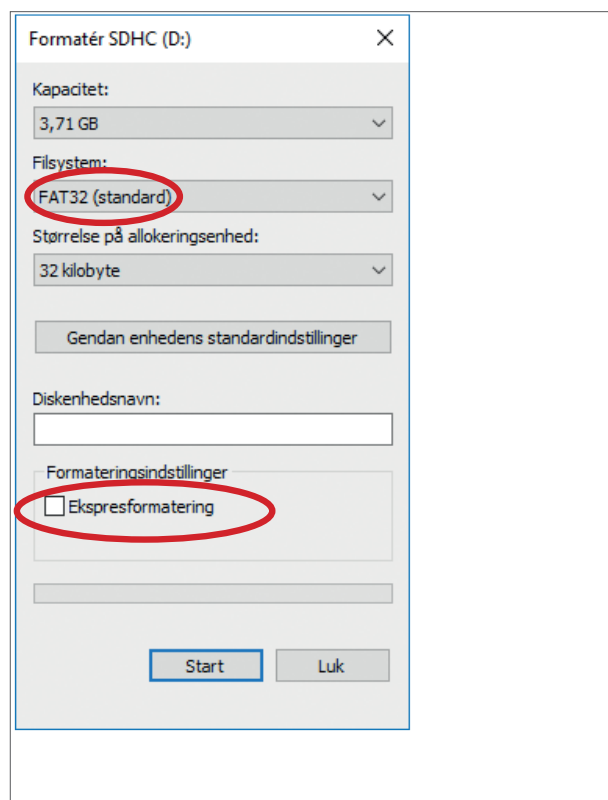 Formatér SDHC (D:)
Kapacitet:
3,71 GB
Filsystem:
FAT32 (standard)
Størrelse på allokeringsenhed:
32 kilobyte
Gendan enhedens standardindstillinger
Diskenhedsnavn:
Formateringsindstillinger
Ekspresformatering
Start
Luk